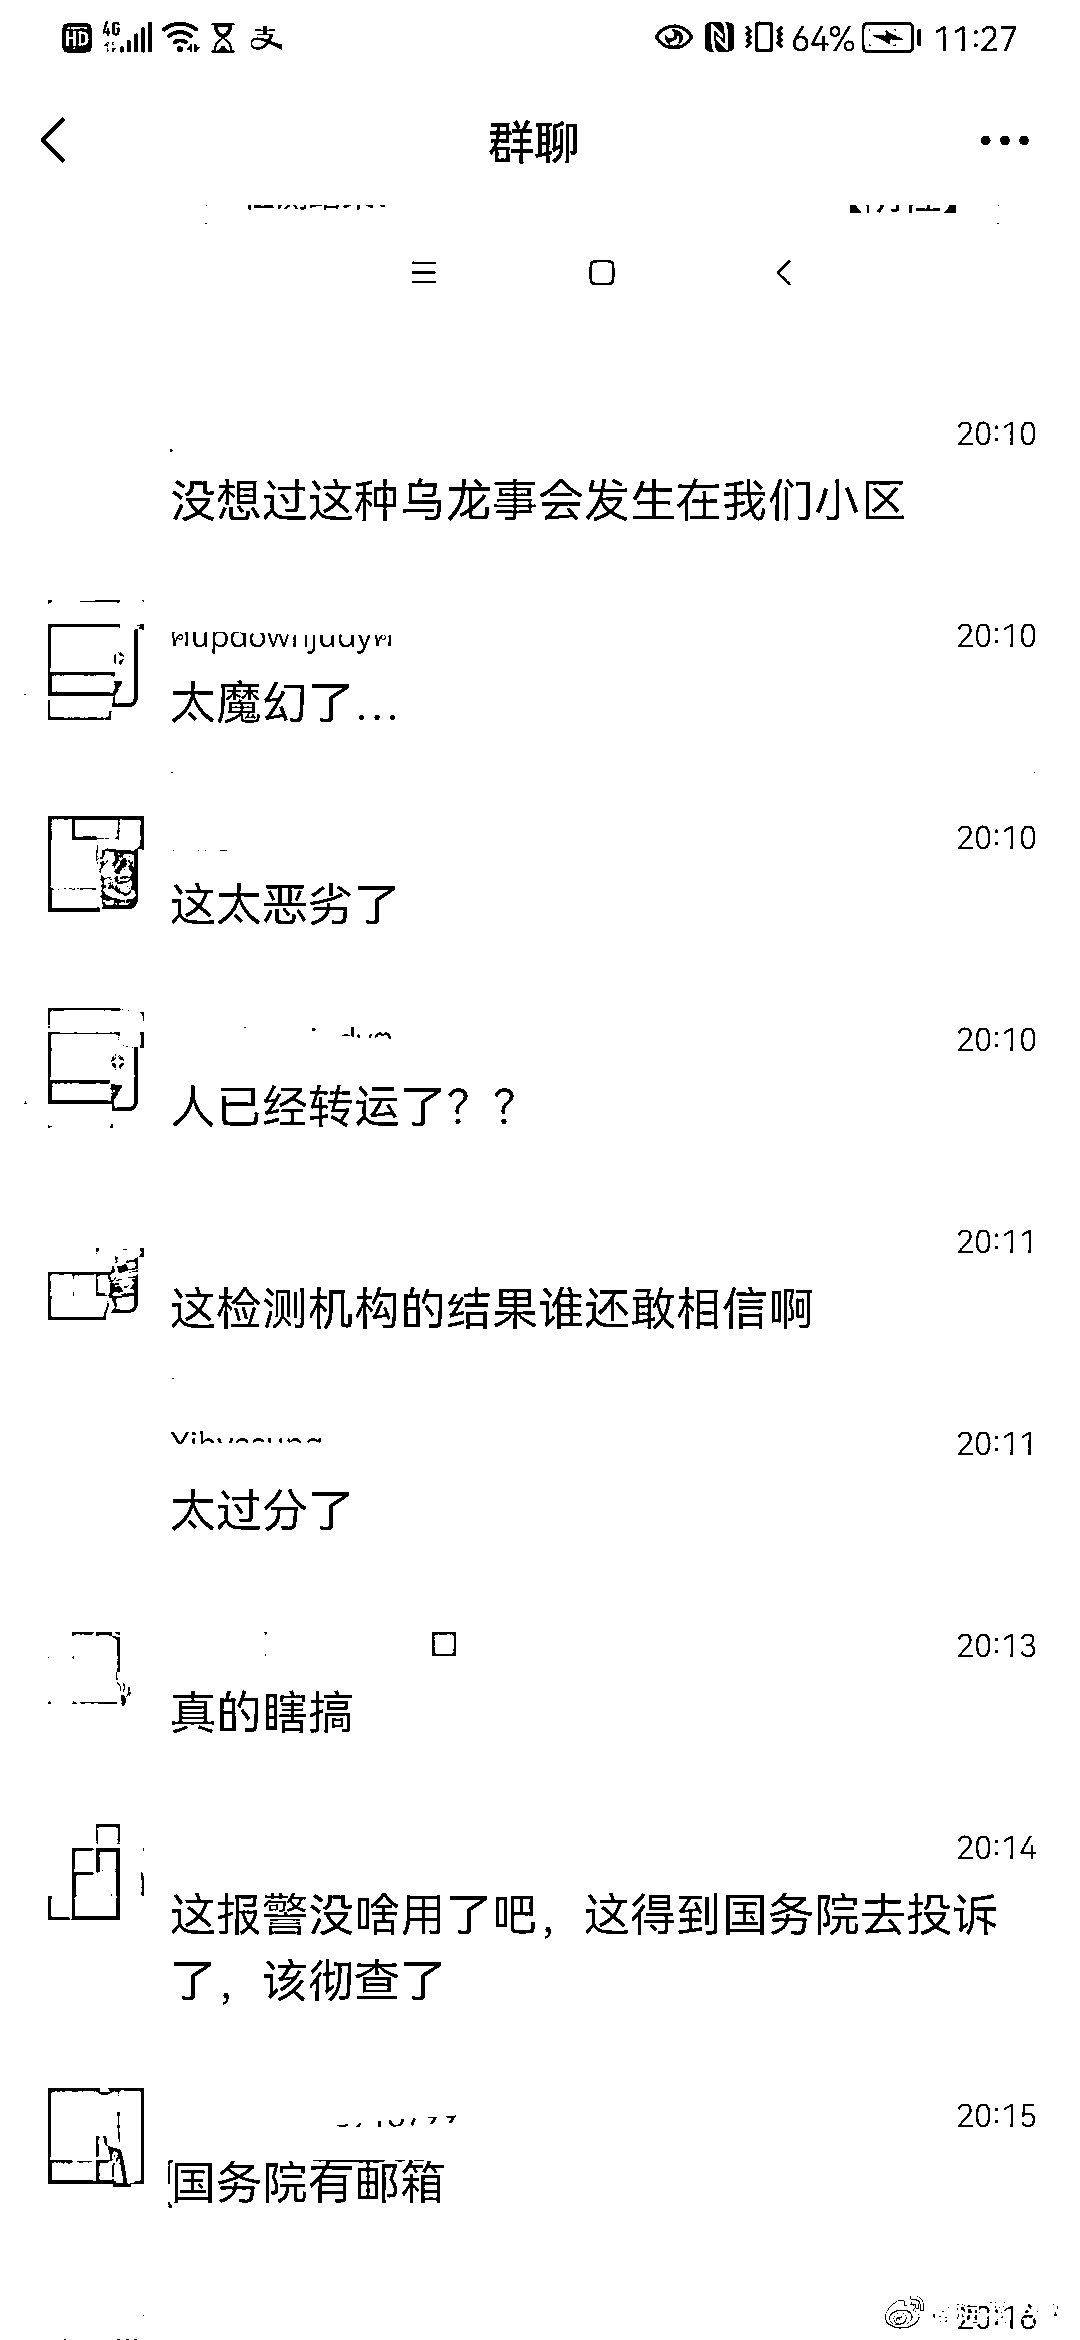 HD 4G 支 64% 11:27
群聊
20:10
没想过这种乌龙事会发生在我们小区
20:10
太魔幻了...
20:10
这太恶劣了
20:10
人已经转运了？？
20:11
这检测机构的结果谁还敢相信啊
20:11
太过分了
20:13
真的瞎搞
20:14
这报警没啥用了吧，这得到国务院去投诉
了，该彻查了
20:15
国务院有邮箱
20:16